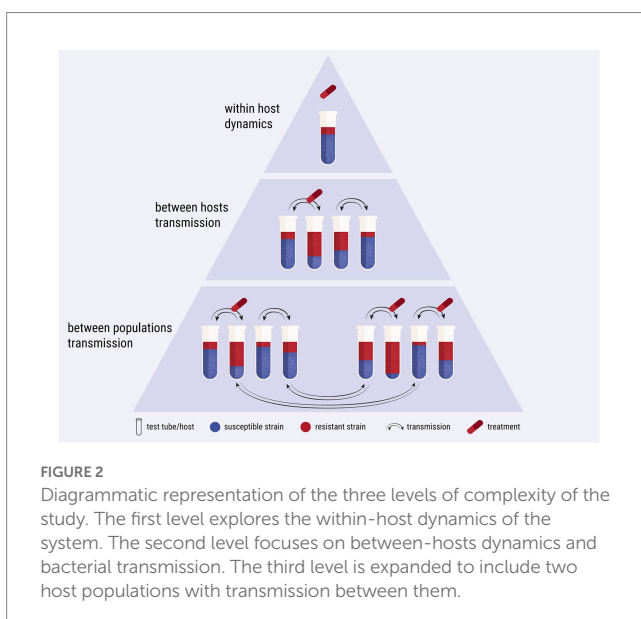 within host
dynamics
between hosts
transmission
between populations
transmission
test tube/host
susceptible strain
resistant strain
transmission
treatment
FIGURE 2
Diagrammatic representation of the three levels of complexity of the
study. The first level explores the within-host dynamics of the
system. The second level focuses on between-hosts dynamics and
bacterial transmission. The third level is expanded to include two
host populations with transmission between them.